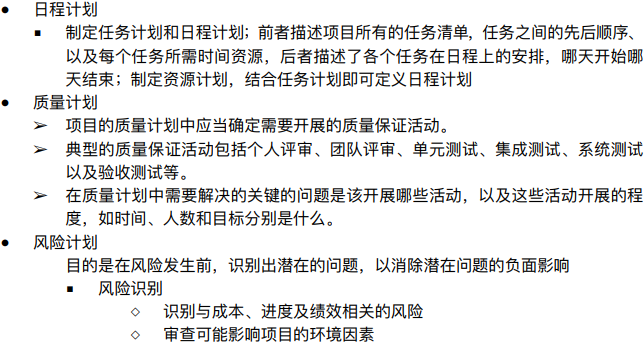 ● 日程计划
■ 制定任务计划和日程计划；前者描述项目所有的任务清单，任务之间的先后顺序、
以及每个任务所需时间资源，后者描述了各个任务在日程上的安排，哪天开始哪
天结束；制定资源计划，结合任务计划即可定义日程计划
● 质量计划
➢ 项目的质量计划中应当确定需要开展的质量保证活动。
➢ 典型的质量保证活动包括个人评审、团队评审、单元测试、集成测试、系统测试
以及验收测试等。
➢ 在质量计划中需要解决的关键的问题是该开展哪些活动，以及这些活动开展的程
度，如时间、人数和目标分别是什么。
● 风险计划
目的是在风险发生前，识别出潜在的问题，以消除潜在问题的负面影响
■ 风险识别
◇ 识别与成本、进度及绩效相关的风险
◇ 审查可能影响项目的环境因素